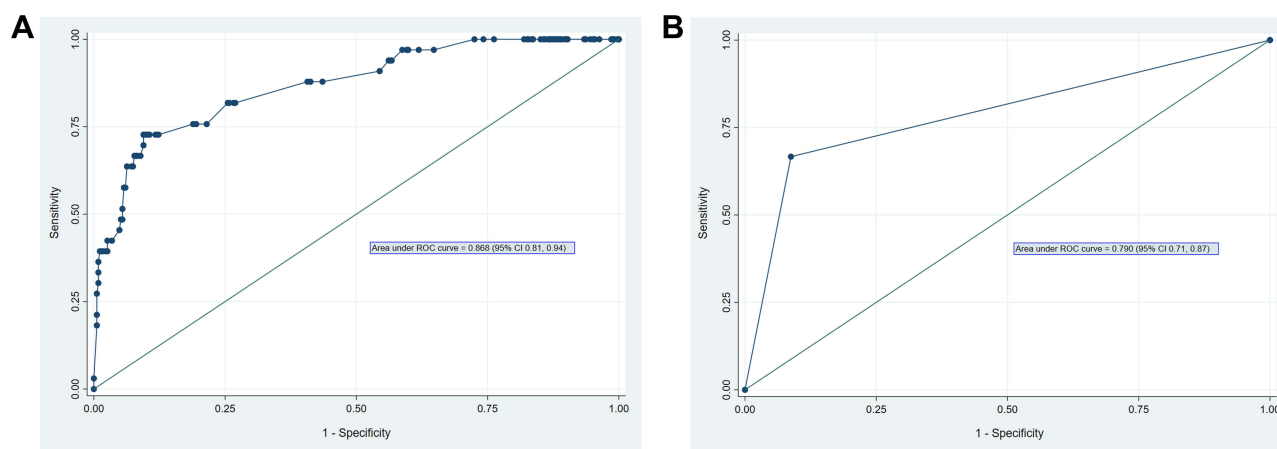 A
Sensitivity
1.00
0.75
0.50
0.25
0.00
Area under ROC curve = 0.868 (95% CI 0.81, 0.94)
0.00 0.25 0.50 0.75 1.00
1 - Specificity
B
Sensitivity
1.00
0.75
0.50
0.25
0.00
Area under ROC curve = 0.790 (95% CI 0.71, 0.87)
0.00 0.25 0.50 0.75 1.00
1 - Specificity